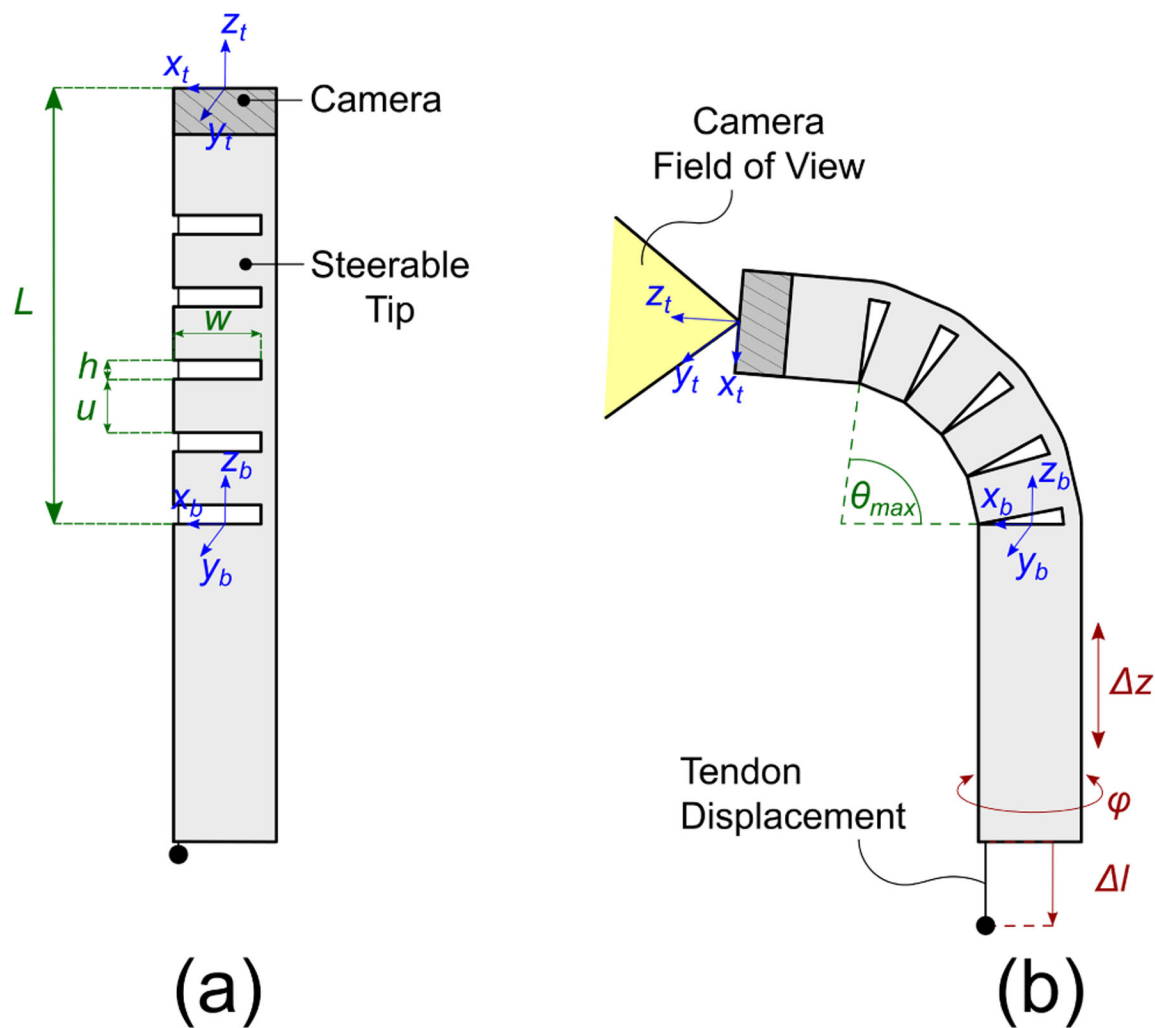 z_t
x_t
y_t
Camera
Steerable
Tip
L
w
h
u
z_b
x_b
y_b
(a)
Camera
Field of View
z_t
y_t
x_t
θ_max
z_b
x_b
y_b
Δz
φ
Tendon
Displacement
Δl
(b)